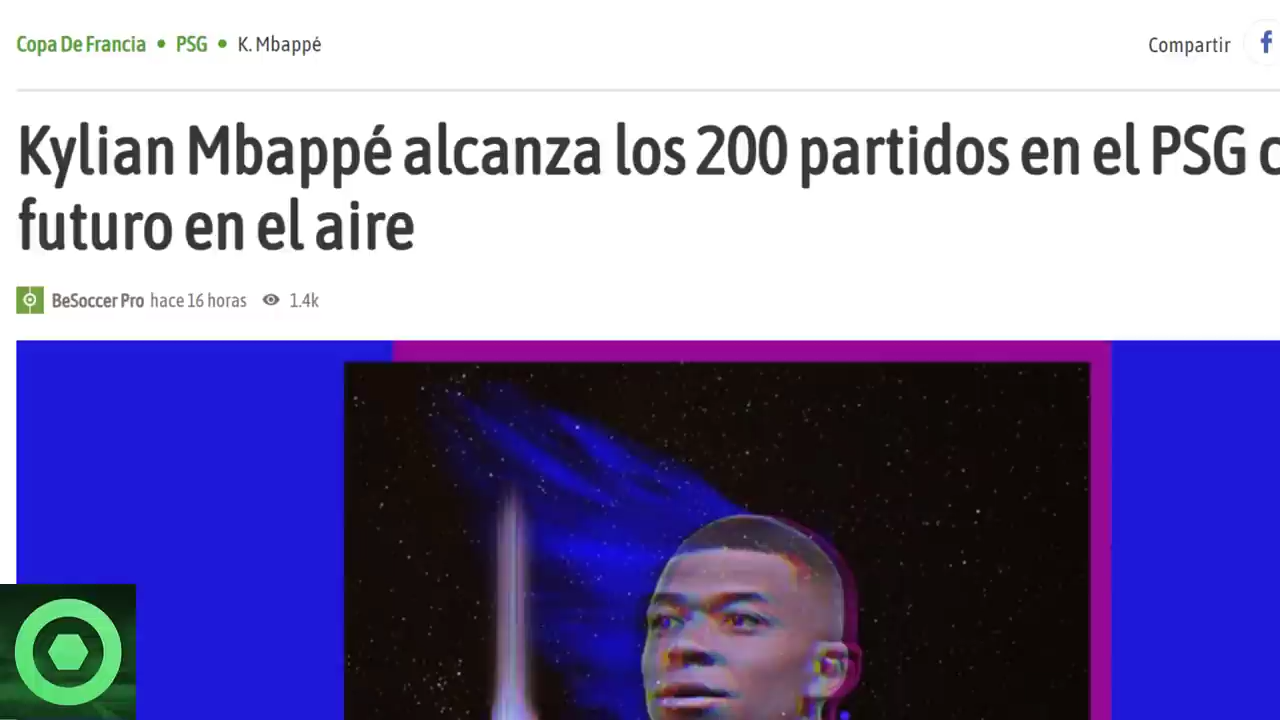 Copa De Francia • PSG • K. Mbappé
Compartir
Kylian Mbappé alcanza los 200 partidos en el PSG
futuro en el aire
BeSoccer Pro hace 16 horas 1.4k